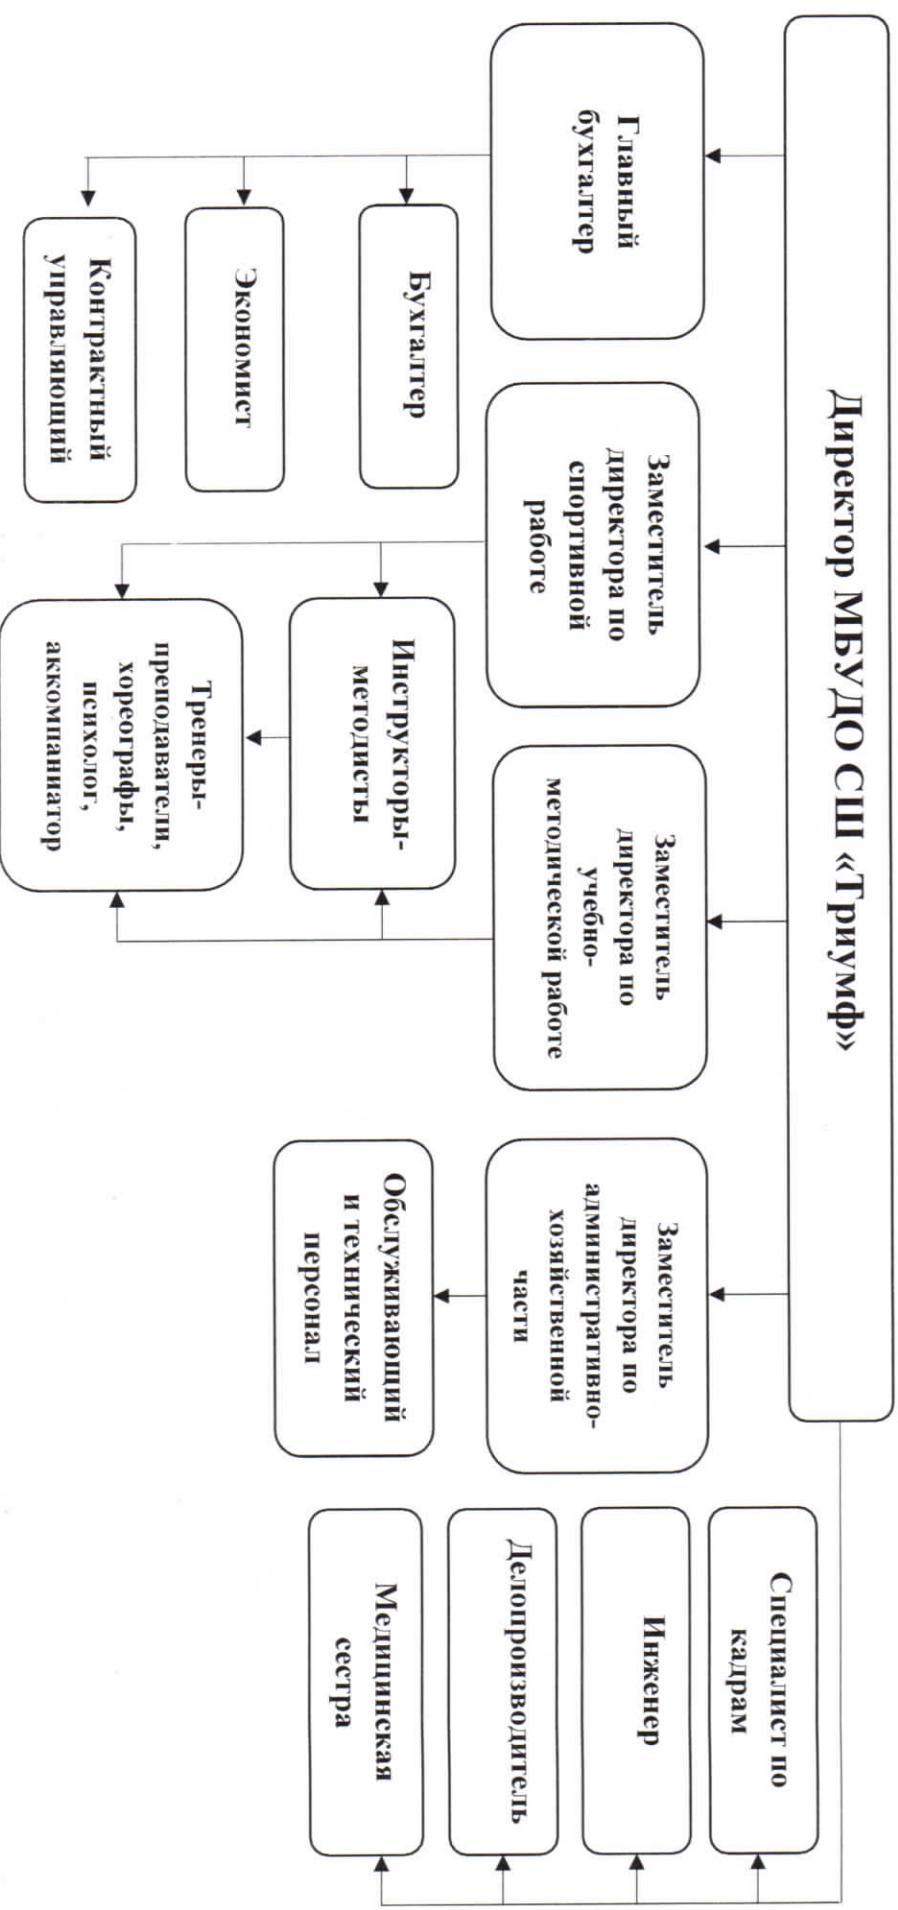 Директор МБУДО СШ «Триумф»
Главный
бухгалтер
Заместитель
директора по
спортивной
работе
Заместитель
директора по
учебно-
методической работе
Заместитель
директора по
административно-
хозяйственной
части
Специалист по
кадрам
Инженер
Делопроизводитель
Медицинская
сестра
Бухгалтер
Экономист
Контрактный
управляющий
Инструкторы-
методисты
Тренеры-
преподаватели,
хореографы,
психолог,
аккомпаниатор
Обслуживающий
и технический
персонал